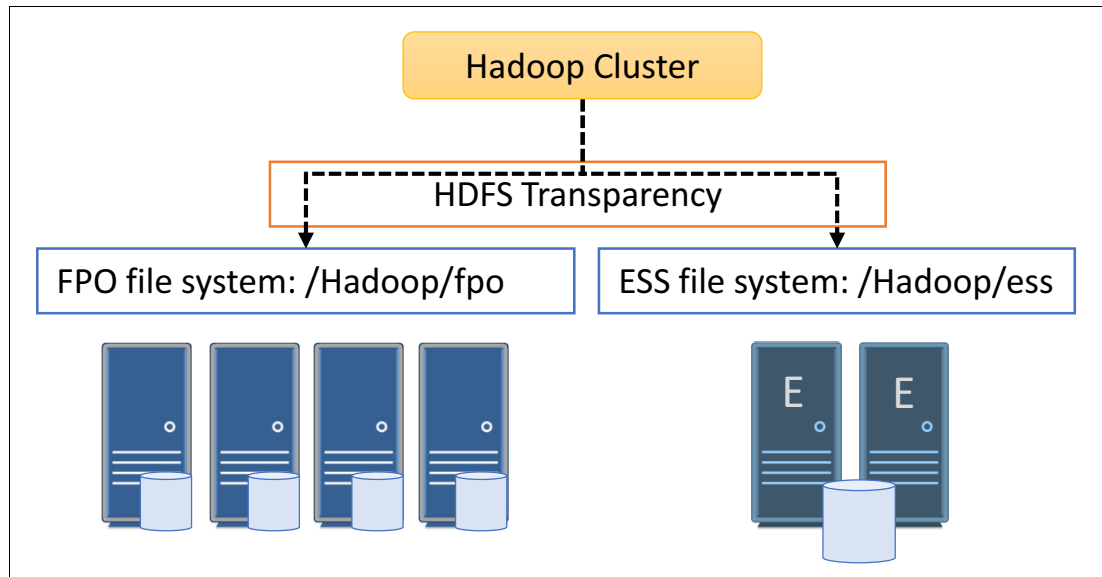 Hadoop Cluster
HDFS Transparency
FPO file system: /Hadoop/fpo
ESS file system: /Hadoop/ess
E
E